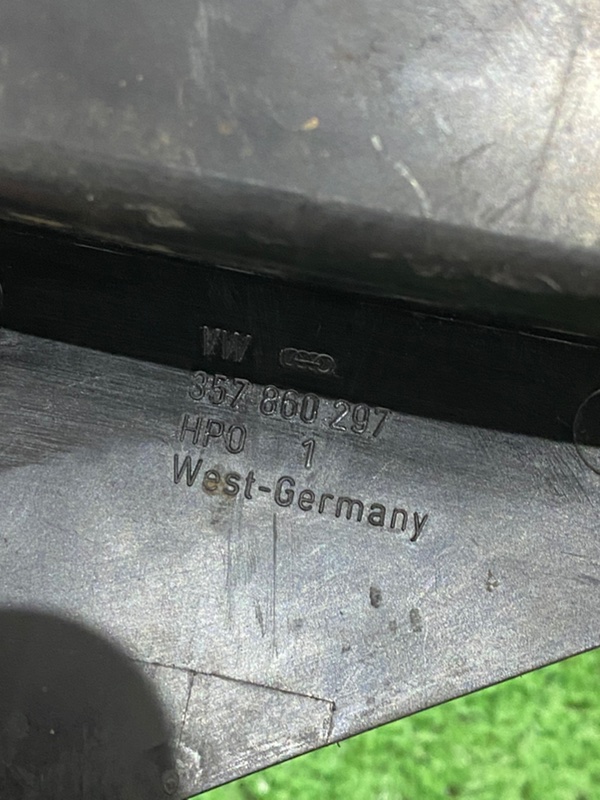 VW
357 860 297
HPO 1
West-Germany